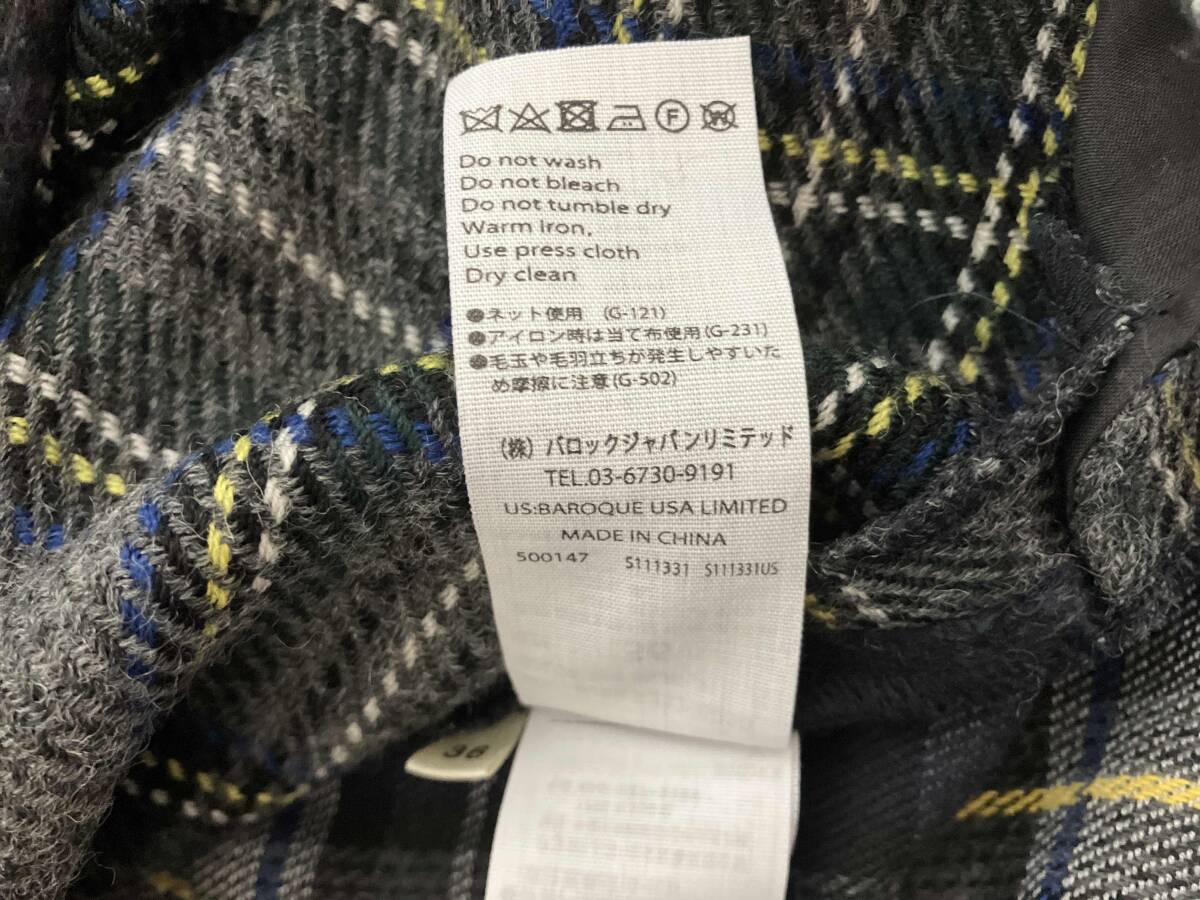 F W
Do not wash
Do not bleach
Do not tumble dry
Warm iron,
Use press cloth
Dry clean
●ネット使用 (G-121)
●アイロン時は当て布使用(G-231)
●毛玉や毛羽立ちが発生しやすいた
め摩擦に注意(G-502)
(株) バロックジャパンリミテッド
TEL.03-6730-9191
US:BAROQUE USA LIMITED
MADE IN CHINA
500147 S111331 S111331US
36